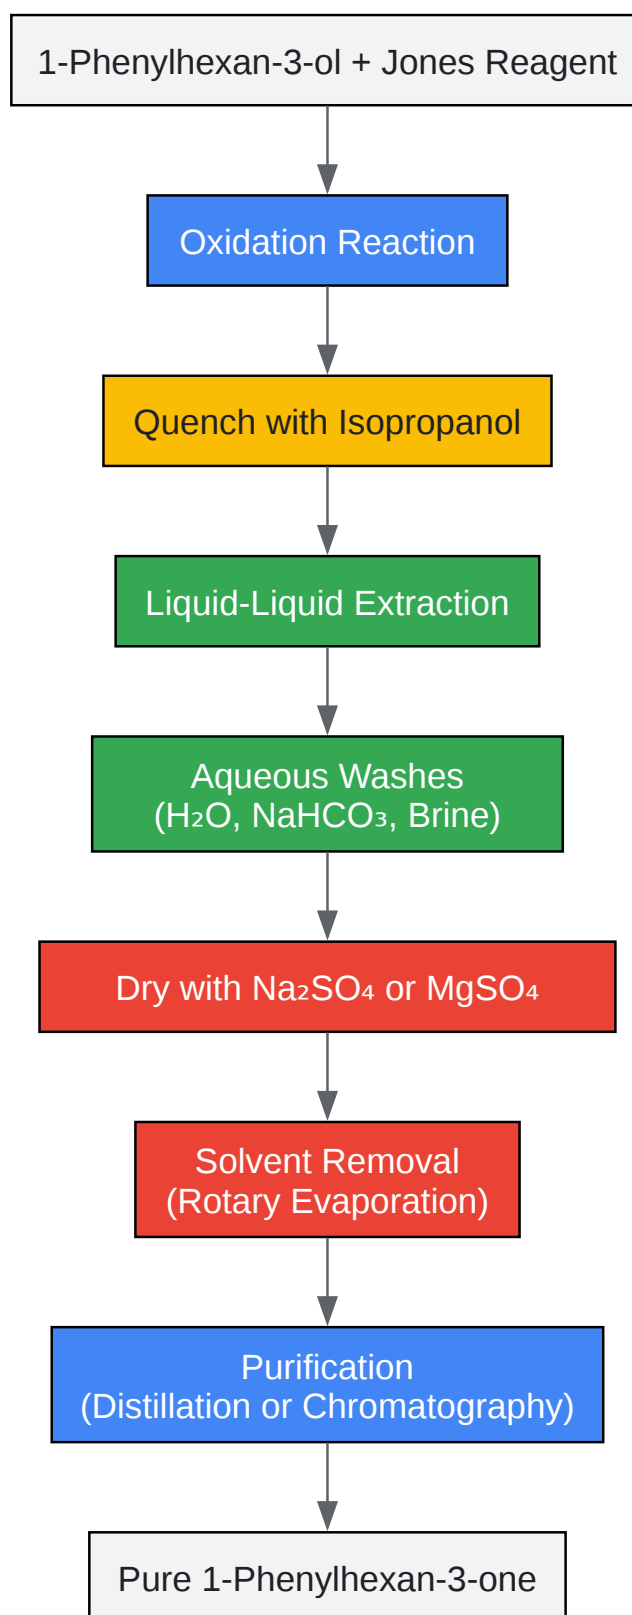 1-Phenylhexan-3-ol + Jones Reagent
Oxidation Reaction
Quench with Isopropanol
Liquid-Liquid Extraction
Aqueous Washes
(H₂O, NaHCO₃, Brine)
Dry with Na₂SO₄ or MgSO₄
Solvent Removal
(Rotary Evaporation)
Purification
(Distillation or Chromatography)
Pure 1-Phenylhexan-3-one